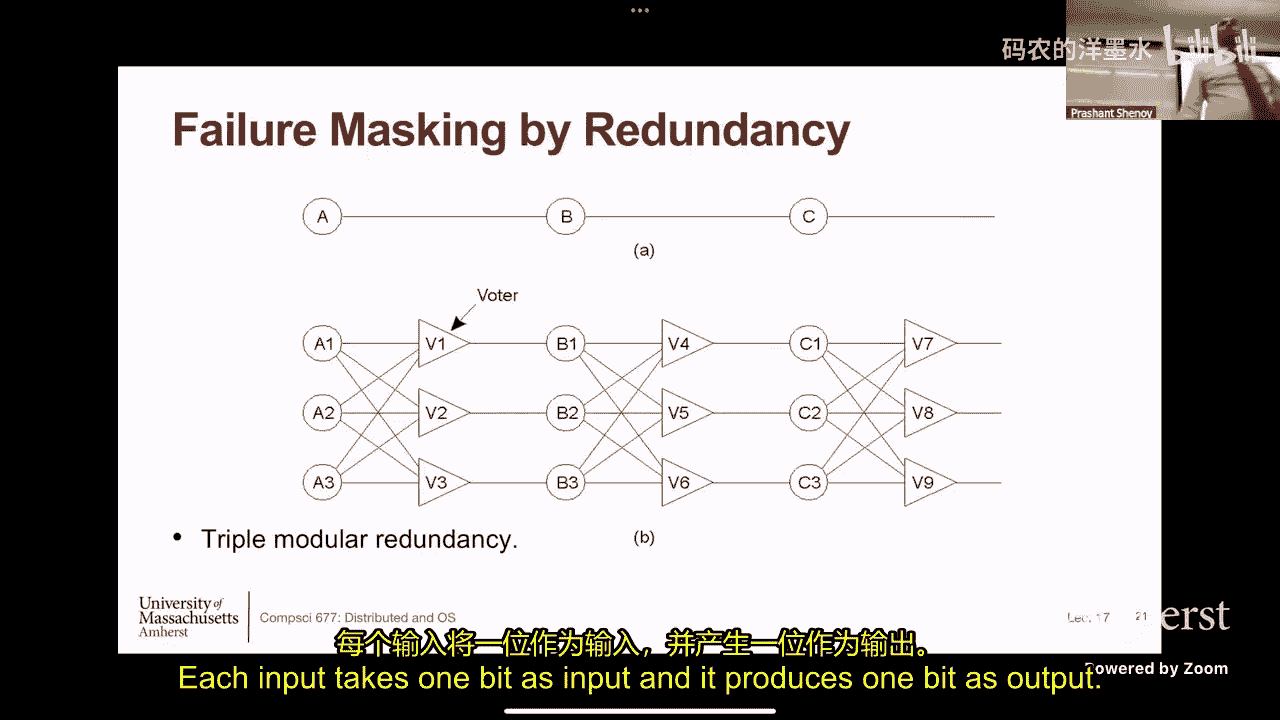 码农的洋墨水 bilibili
Prashant Shenoy
Failure Masking by Redundancy
A B C
(a)
Voter
A1 V1 B1 V4 C1 V7
A2 V2 B2 V5 C2 V8
A3 V3 B3 V6 C3 V9
• Triple modular redundancy.
(b)
University of
Massachusetts
Amherst
Compsci 677: Distributed and OS
Lec. 17 21
erst
每个输入将一位作为输入，并产生一位作为输出。
Each input takes one bit as input and it produces one bit as output.
Powered by Zoom